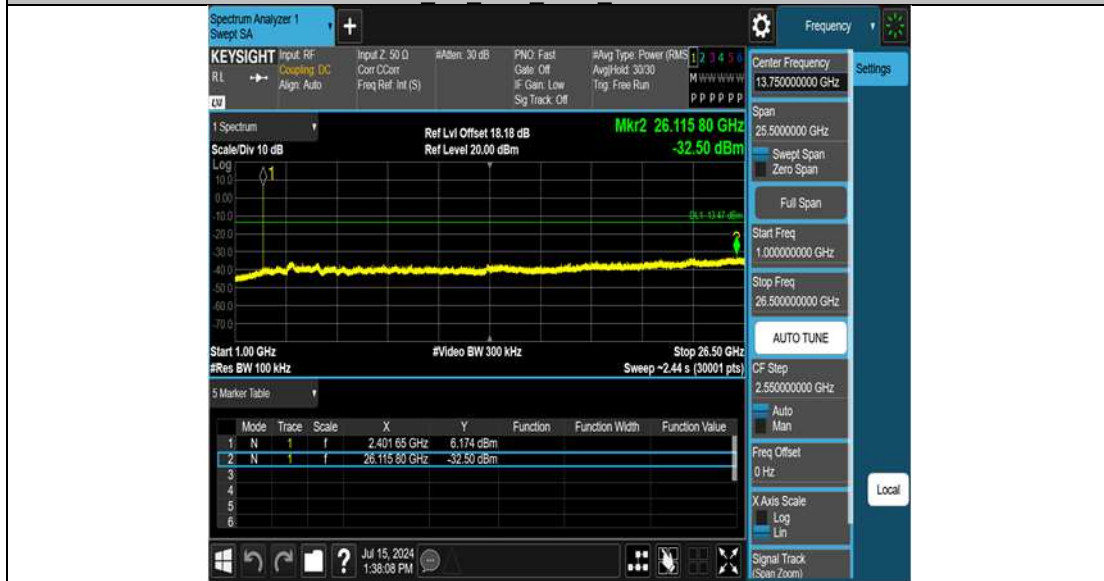 Spectrum Analyzer 1
Swept SA
Frequency
KEYSIGHT
Input: RF
Coupling: DC
Align: Auto
Input Z: 50 Ω
Corr CCorr
Freq Ref: Int (S)
#Atten: 30 dB
PNO: Fast
Gate: Off
IF Gain: Low
Sig Track: Off
#Avg Type: Power (RMS
Avg|Hold: 30/30
Trig: Free Run
1 2 3 4 5 6
M W W W W W
P P P P P P
RL
Center Frequency
13.750000000 GHz
Settings
Span
25.5000000 GHz
Swept Span
Zero Span
Full Span
Start Freq
1.000000000 GHz
Stop Freq
26.500000000 GHz
AUTO TUNE
CF Step
2.550000000 GHz
Auto
Man
Freq Offset
0 Hz
X Axis Scale
Log
Lin
Local
Signal Track
(Span Zoom)
1 Spectrum
Scale/Div 10 dB
Ref Lvl Offset 18.18 dB
Ref Level 20.00 dBm
Mkr2 26.115 80 GHz
-32.50 dBm
Log
1
10.0
0.00
-10.0
DL1 -13.47 dBm
-20.0
2
-30.0
-40.0
-50.0
-60.0
-70.0
Start 1.00 GHz
#Video BW 300 kHz
Stop 26.50 GHz
#Res BW 100 kHz
Sweep ~2.44 s (30001 pts)
5 Marker Table
Mode Trace Scale X Y Function Function Width Function Value
1 N 1 f 2.401 65 GHz 6.174 dBm
2 N 1 f 26.115 80 GHz -32.50 dBm
3
4
5
6
Jul 15, 2024
1:38:08 PM